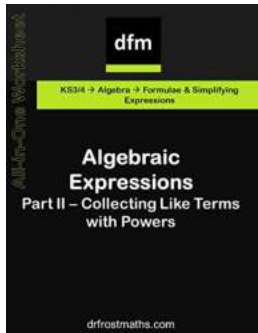 dfm
KS3/4 → Algebra → Formulae & Simplifying
Expressions
All-in-One Worksheet
Algebraic
Expressions
Part II – Collecting Like Terms
with Powers
drfrostmaths.com